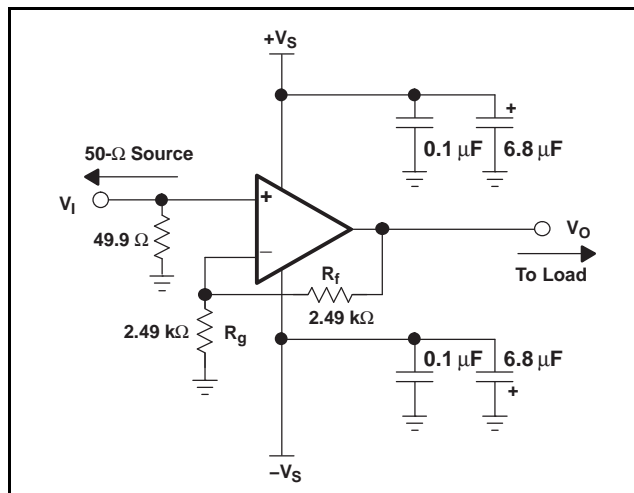 +VS
50-Ω Source
0.1 µF
6.8 µF
+
VI
+
49.9 Ω
VO
−
To Load
Rf
2.49 kΩ
2.49 kΩ
Rg
0.1 µF
6.8 µF
+
−VS